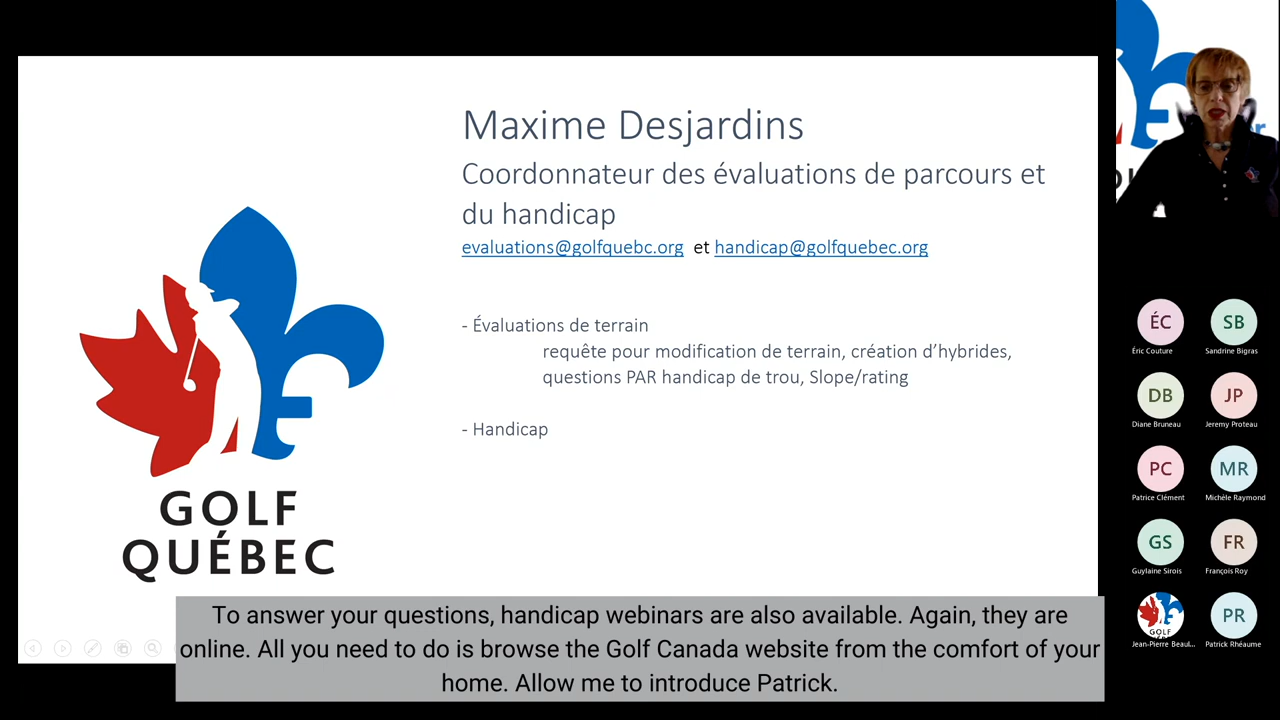 Maxime Desjardins
Coordonnateur des évaluations de parcours et
du handicap
evaluations@golfquebc.org et handicap@golfquebec.org
- Évaluations de terrain
requête pour modification de terrain, création d’hybrides,
questions PAR handicap de trou, Slope/rating
- Handicap
GOLF
QUÉBEC
To answer your questions, handicap webinars are also available. Again, they are
online. All you need to do is browse the Golf Canada website from the comfort of your
home. Allow me to introduce Patrick.
ÉC
Éric Couture
SB
Sandrine Bigras
DB
Diane Bruneau
JP
Jeremy Proteau
PC
Patrice Clément
MR
Michèle Raymond
GS
Guylaine Sirois
FR
François Roy
GOLF
Jean-Pierre Beaul...
PR
Patrick Rhéaume